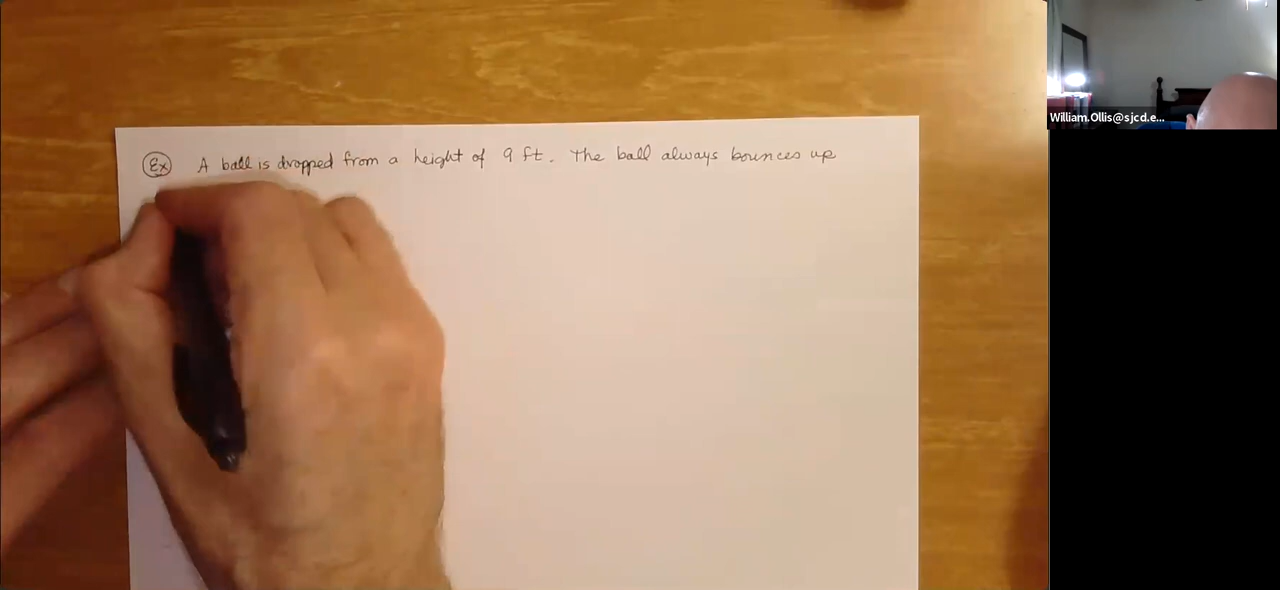 Ex A ball is dropped from a height of 9 ft. The ball always bounces up
William.Ollis@sjcd.e...